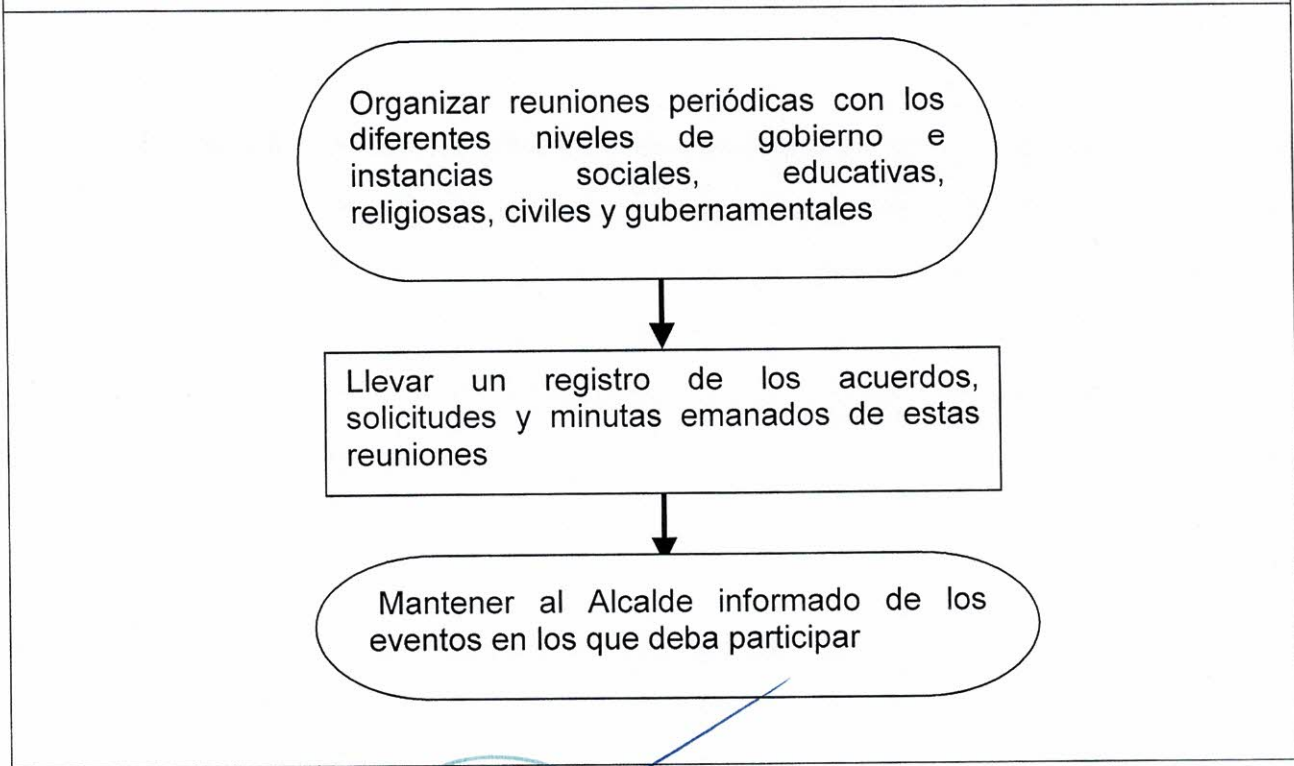 Organizar reuniones periódicas con los
diferentes niveles de gobierno e
instancias sociales, educativas,
religiosas, civiles y gubernamentales
Llevar un registro de los acuerdos,
solicitudes y minutas emanados de estas
reuniones
Mantener al Alcalde informado de los
eventos en los que deba participar